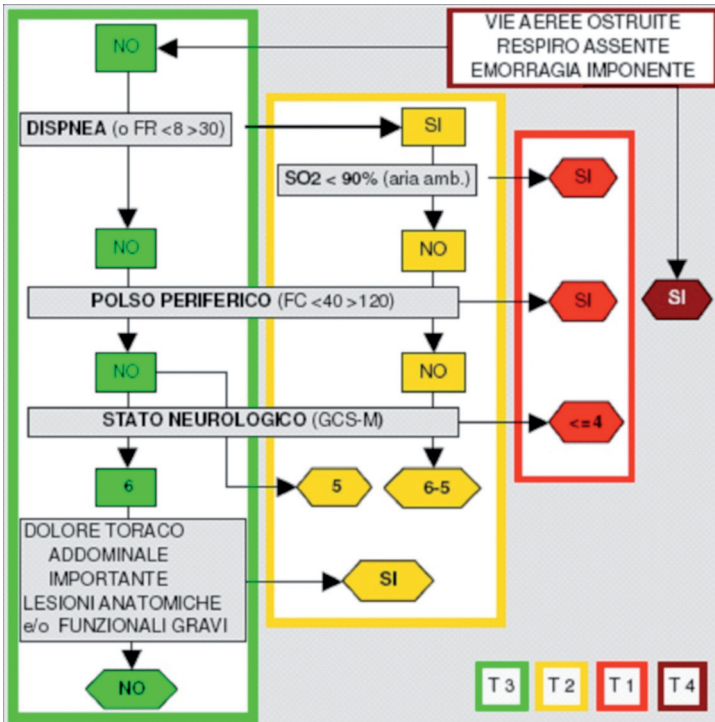 VIE AEREE OSTRUITE
RESPIRO ASSENTE
EMORRAGIA IMPONENTE
NO
DISPNEA (o FR <8 >30)
SI
SO2 < 90% (aria amb.)
SI
NO
NO
POLSO PERIFERICO (FC <40 >120)
SI
SI
NO
NO
STATO NEUROLOGICO (GCS-M)
<=4
6
5
6-5
DOLORE TORACO
ADDOMINALE
IMPORTANTE
LESIONI ANATOMICHE
e/o FUNZIONALI GRAVI
SI
NO
T 3
T 2
T 1
T 4